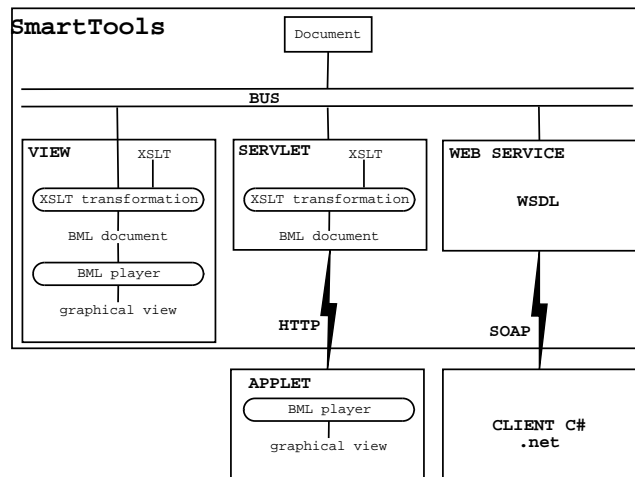 SmartTools
Document
BUS
VIEW
XSLT
XSLT transformation
BML document
BML player
graphical view
SERVLET
XSLT
XSLT transformation
BML document
WEB SERVICE
WSDL
HTTP
SOAP
APPLET
BML player
graphical view
CLIENT C#
.net